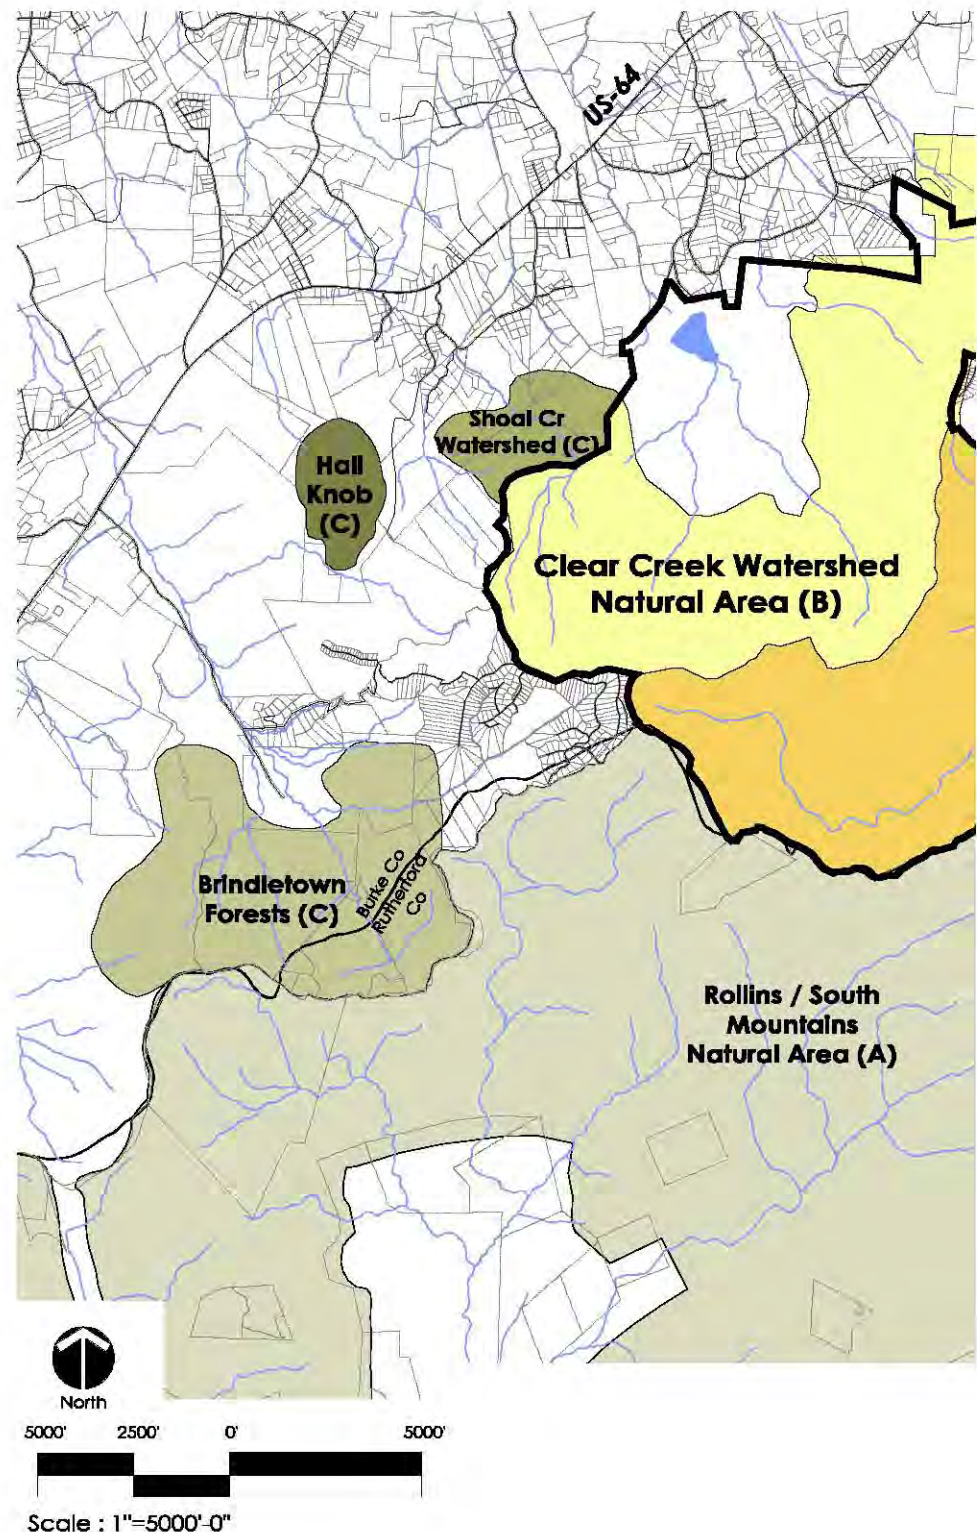 US-64
Shoal Cr
Watershed (C)
Hall
Knob
(C)
Clear Creek Watershed
Natural Area (B)
Brindletown
Forests (C)
Burke Co
Rutherford
Co
Rollins / South
Mountains
Natural Area (A)
North
5000' 2500' 0' 5000'
Scale : 1"=5000'-0"